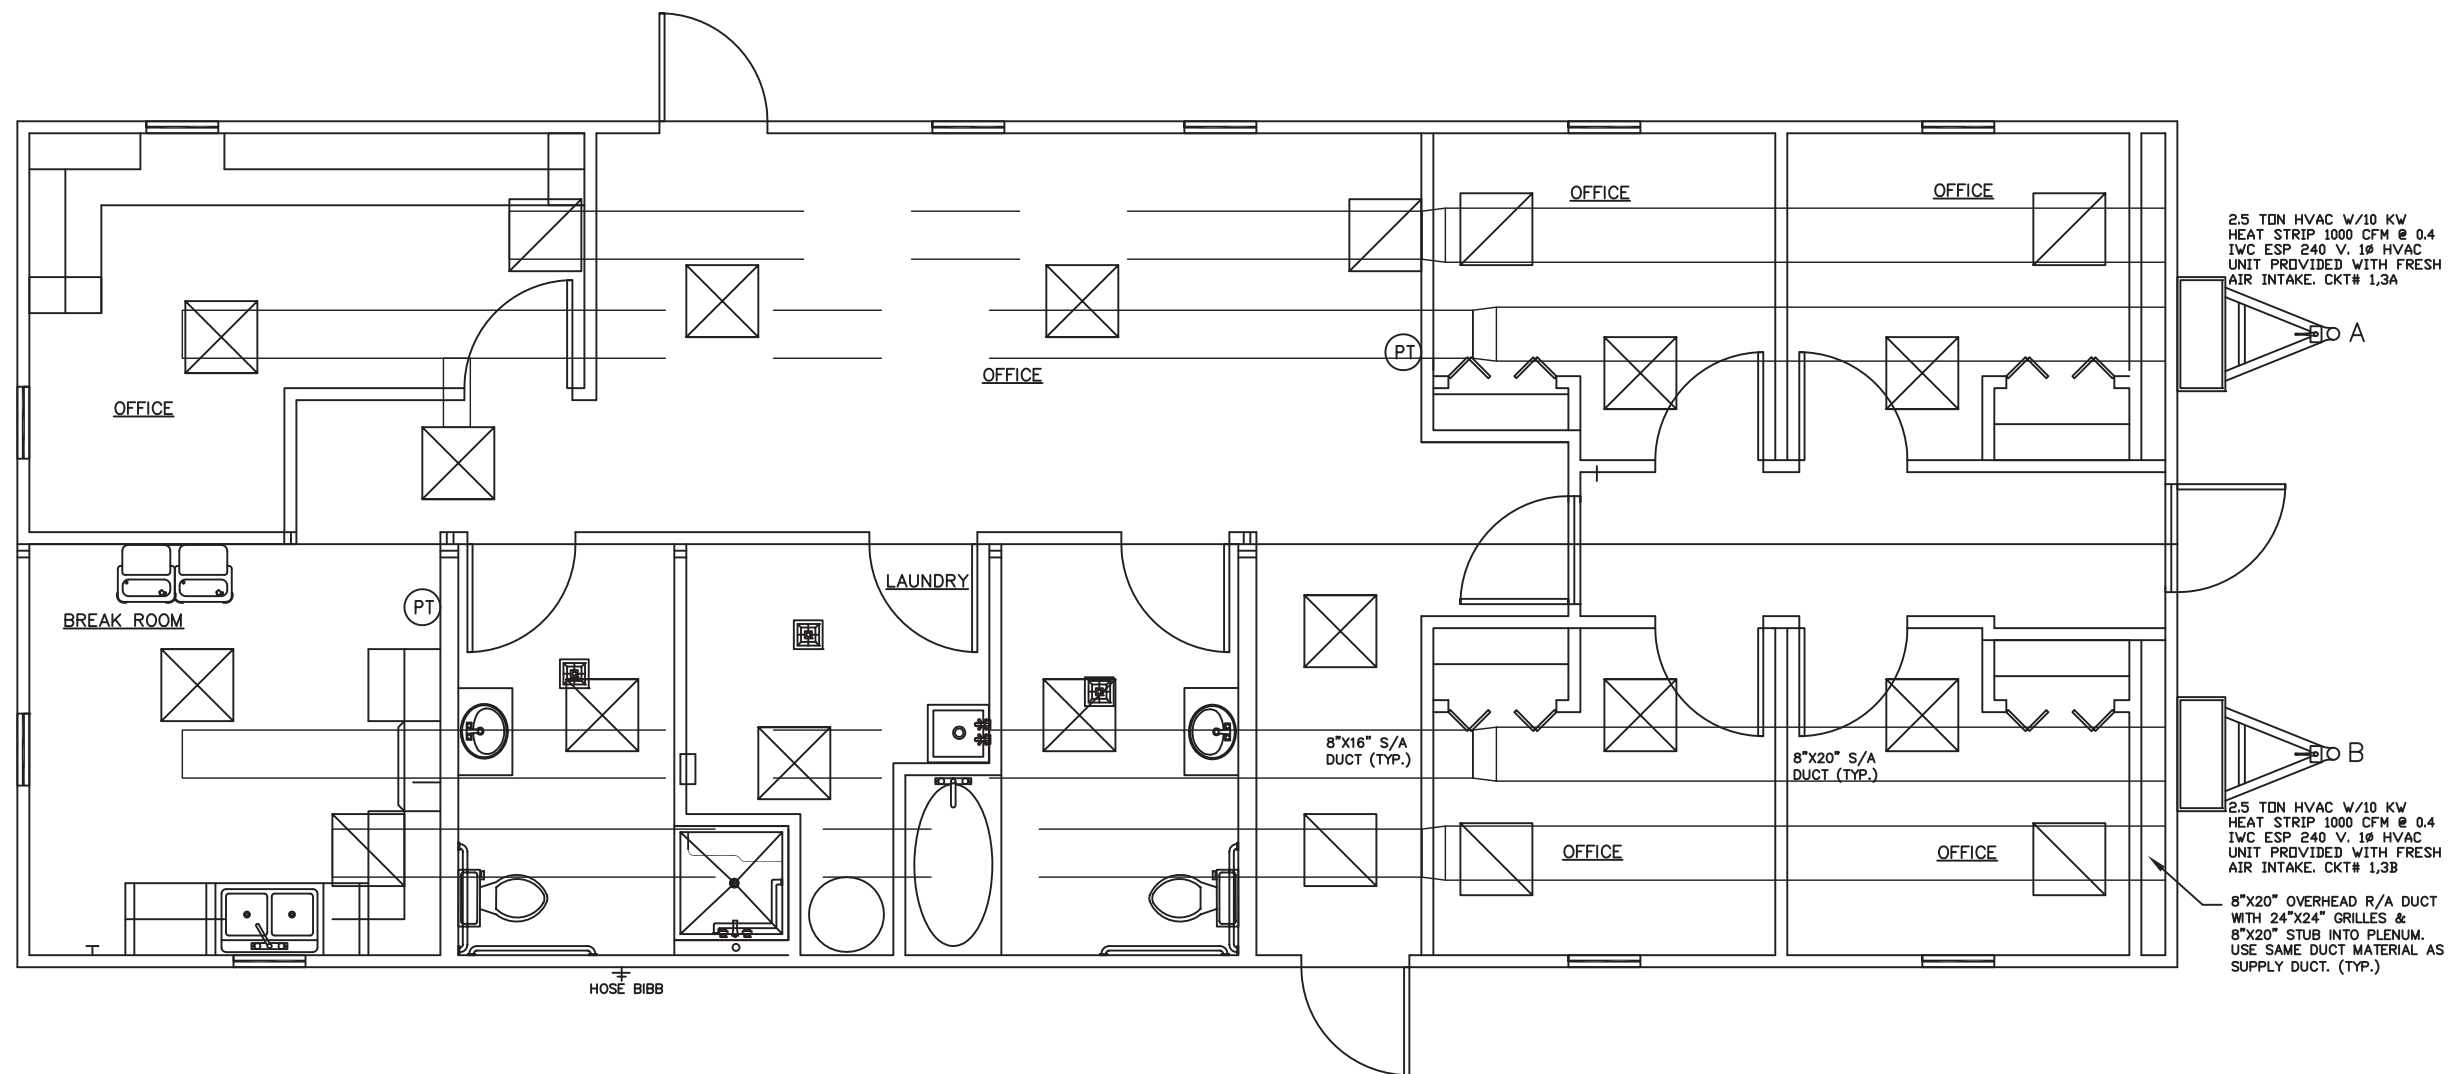 OFFICE
OFFICE
2.5 TON HVAC W/10 KW
HEAT STRIP 1000 CFM @ 0.4
IWC ESP 240 V. 1ø HVAC
UNIT PROVIDED WITH FRESH
AIR INTAKE. CKT# 1,3A
A
PT
OFFICE
OFFICE
LAUNDRY
PT
BREAK ROOM
8"X16" S/A
DUCT (TYP.)
8"X20" S/A
DUCT (TYP.)
B
2.5 TON HVAC W/10 KW
HEAT STRIP 1000 CFM @ 0.4
IWC ESP 240 V. 1ø HVAC
UNIT PROVIDED WITH FRESH
AIR INTAKE. CKT# 1,3B
OFFICE
OFFICE
8"X20" OVERHEAD R/A DUCT
WITH 24"X24" GRILLES &
8"X20" STUB INTO PLENUM.
USE SAME DUCT MATERIAL AS
SUPPLY DUCT. (TYP.)
HOSE BIBB